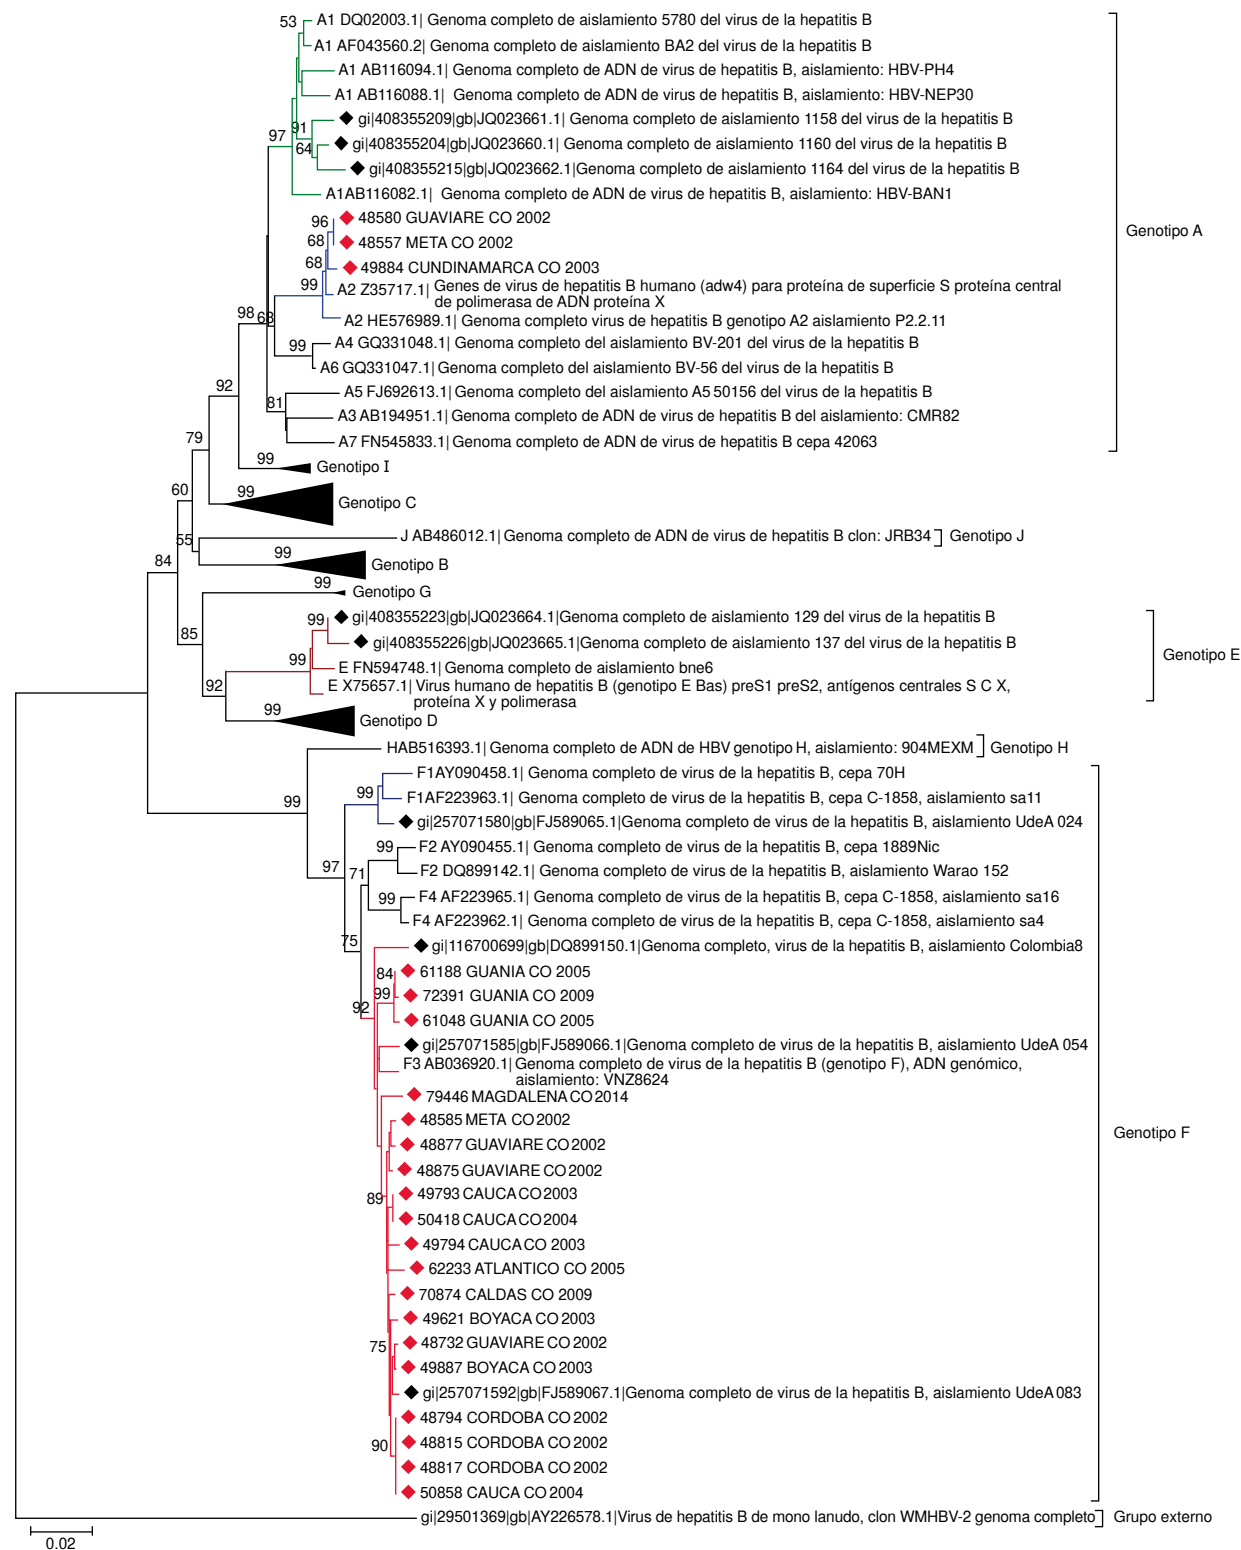 53
A1 DQ02003.1| Genoma completo de aislamiento 5780 del virus de la hepatitis B
A1 AF043560.2| Genoma completo de aislamiento BA2 del virus de la hepatitis B
A1 AB116094.1| Genoma completo de ADN de virus de hepatitis B, aislamiento: HBV-PH4
A1 AB116088.1| Genoma completo de ADN de virus de hepatitis B, aislamiento: HBV-NEP30
91
gi|408355209|gb|JQ023661.1| Genoma completo de aislamiento 1158 del virus de la hepatitis B
97
64
gi|408355204|gb|JQ023660.1| Genoma completo de aislamiento 1160 del virus de la hepatitis B
gi|408355215|gb|JQ023662.1|Genoma completo de aislamiento 1164 del virus de la hepatitis B
A1AB116082.1| Genoma completo de ADN de virus de hepatitis B, aislamiento: HBV-BAN1
96
48580 GUAVIARE CO 2002
Genotipo A
68
48557 META CO 2002
68
49884 CUNDINAMARCA CO 2003
99
A2 Z35717.1| Genes de virus de hepatitis B humano (adw4) para proteína de superficie S proteína central
de polimerasa de ADN proteína X
98
68
A2 HE576989.1| Genoma completo virus de hepatitis B genotipo A2 aislamiento P2.2.11
99
A4 GQ331048.1| Genoma completo del aislamiento BV-201 del virus de la hepatitis B
A6 GQ331047.1| Genoma completo del aislamiento BV-56 del virus de la hepatitis B
92
A5 FJ692613.1| Genoma completo del aislamiento A5 50156 del virus de la hepatitis B
81
A3 AB194951.1| Genoma completo de ADN de virus de hepatitis B del aislamiento: CMR82
79
A7 FN545833.1| Genoma completo de ADN de virus de hepatitis B cepa 42063
99
Genotipo I
60
99
Genotipo C
55
J AB486012.1| Genoma completo de ADN de virus de hepatitis B clon: JRB34
Genotipo J
84
99
Genotipo B
99
Genotipo G
99
gi|408355223|gb|JQ023664.1|Genoma completo de aislamiento 129 del virus de la hepatitis B
85
gi|408355226|gb|JQ023665.1|Genoma completo de aislamiento 137 del virus de la hepatitis B
Genotipo E
99
E FN594748.1| Genoma completo de aislamiento bne6
92
E X75657.1| Virus humano de hepatitis B (genotipo E Bas) preS1 preS2, antígenos centrales S C X,
proteína X y polimerasa
99
Genotipo D
HAB516393.1| Genoma completo de ADN de HBV genotipo H, aislamiento: 904MEXM
Genotipo H
F1AY090458.1| Genoma completo de virus de la hepatitis B, cepa 70H
99
99
F1AF223963.1| Genoma completo de virus de la hepatitis B, cepa C-1858, aislamiento sa11
gi|257071580|gb|FJ589065.1|Genoma completo de virus de la hepatitis B, aislamiento UdeA 024
99
F2 AY090455.1| Genoma completo de virus de la hepatitis B, cepa 1889Nic
97
71
F2 DQ899142.1| Genoma completo de virus de la hepatitis B, aislamiento Warao 152
99
F4 AF223965.1| Genoma completo de virus de la hepatitis B, cepa C-1858, aislamiento sa16
F4 AF223962.1| Genoma completo de virus de la hepatitis B, cepa C-1858, aislamiento sa4
75
gi|116700699|gb|DQ899150.1|Genoma completo, virus de la hepatitis B, aislamiento Colombia8
84
61188 GUANIA CO 2005
99
72391 GUANIA CO 2009
92
61048 GUANIA CO 2005
gi|257071585|gb|FJ589066.1|Genoma completo de virus de la hepatitis B, aislamiento UdeA 054
F3 AB036920.1| Genoma completo de virus de la hepatitis B (genotipo F), ADN genómico,
aislamiento: VNZ8624
79446 MAGDALENA CO 2014
48585 META CO 2002
Genotipo F
48877 GUAVIARE CO 2002
48875 GUAVIARE CO 2002
89
49793 CAUCA CO 2003
50418 CAUCA CO 2004
49794 CAUCA CO 2003
62233 ATLANTICO CO 2005
70874 CALDAS CO 2009
49621 BOYACA CO 2003
75
48732 GUAVIARE CO 2002
49887 BOYACA CO 2003
gi|257071592|gb|FJ589067.1|Genoma completo de virus de la hepatitis B, aislamiento UdeA 083
48794 CORDOBA CO 2002
90
48815 CORDOBA CO 2002
48817 CORDOBA CO 2002
50858 CAUCA CO 2004
gi|29501369|gb|AY226578.1|Virus de hepatitis B de mono lanudo, clon WMHBV-2 genoma completo
Grupo externo
0.02